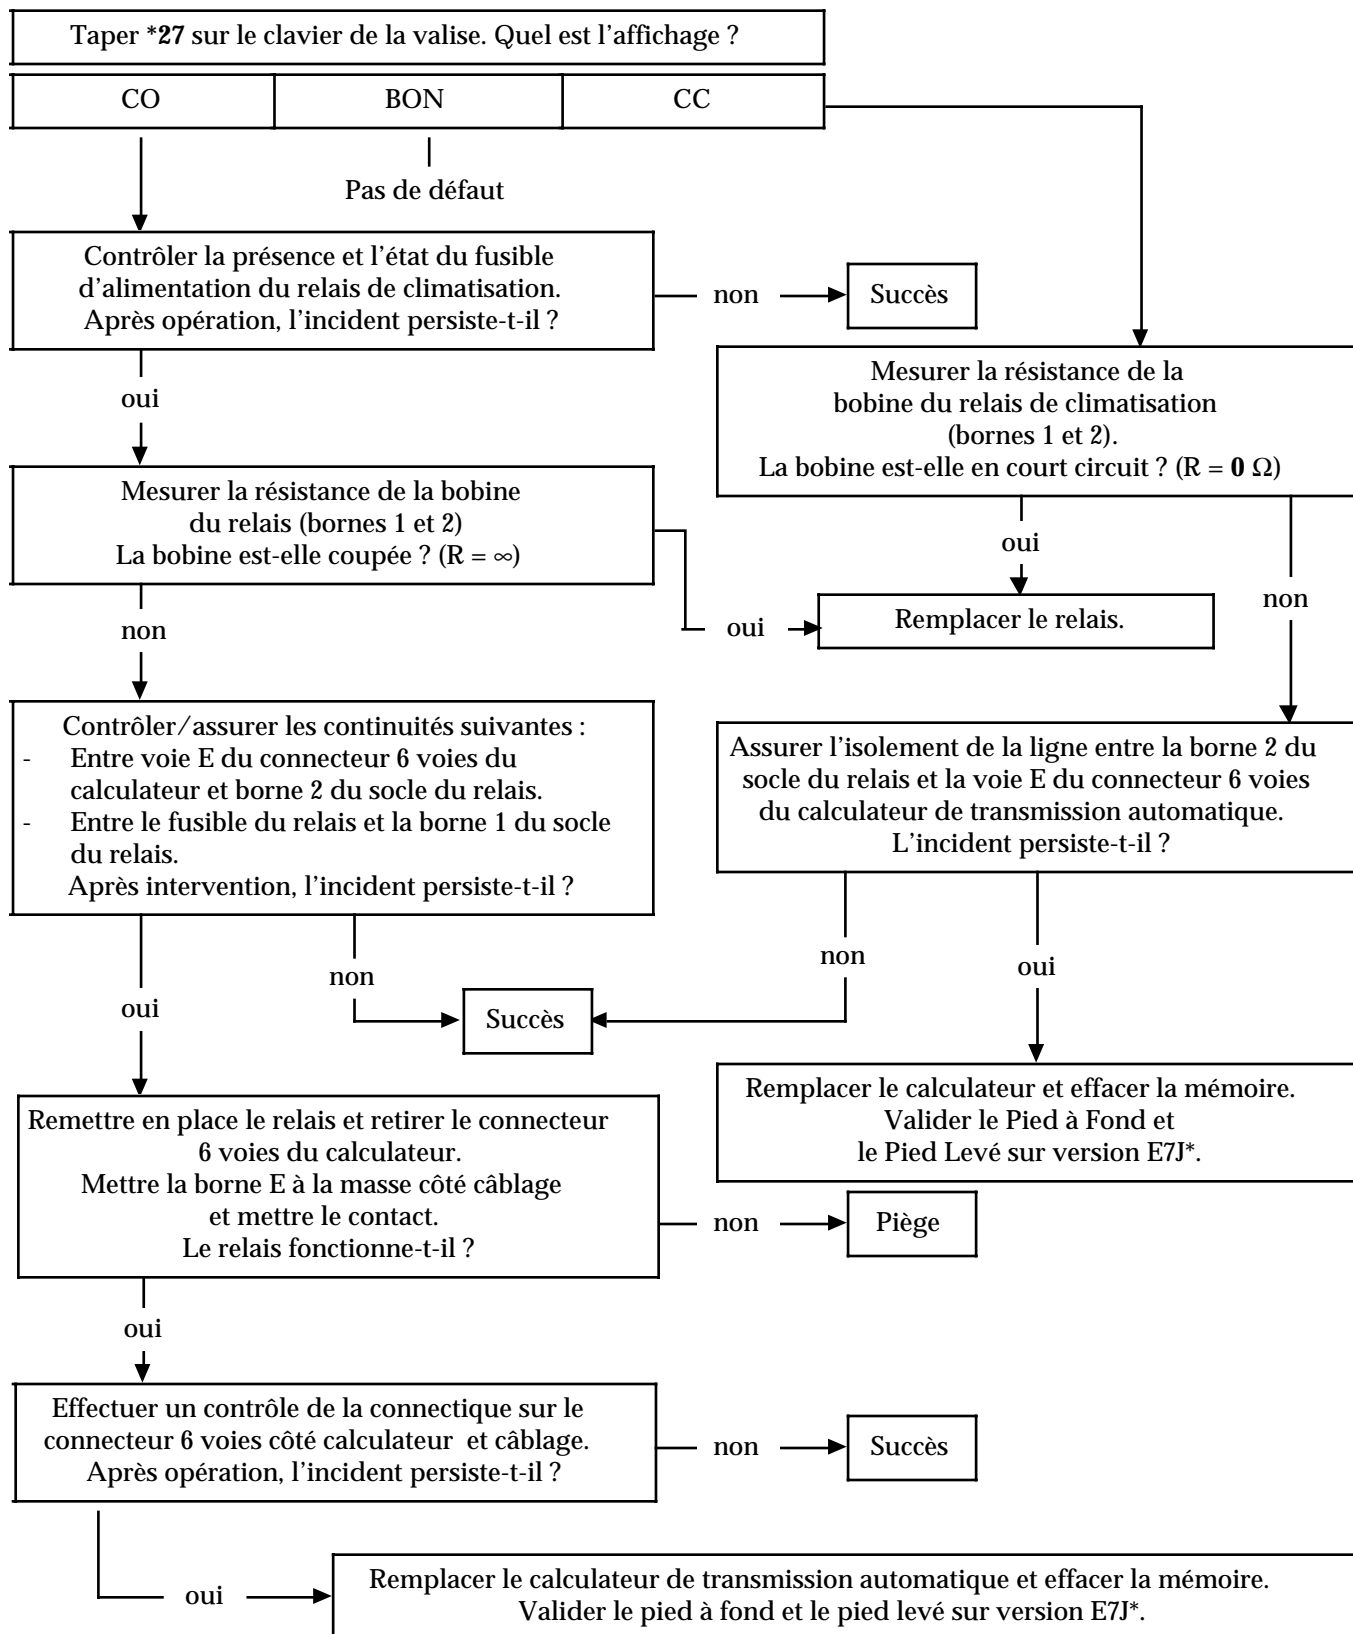 Taper *27 sur le clavier de la valise. Quel est l'affichage ?
CO
BON
CC
Pas de défaut
Contrôler la présence et l'état du fusible
d'alimentation du relais de climatisation.
Après opération, l'incident persiste-t-il ?
non
Succès
oui
Mesurer la résistance de la
bobine du relais de climatisation
(bornes 1 et 2).
La bobine est-elle en court circuit ? (R = 0 Ω)
Mesurer la résistance de la bobine
du relais (bornes 1 et 2)
La bobine est-elle coupée ? (R = ∞)
oui
non
oui
Remplacer le relais.
non
Contrôler/assurer les continuités suivantes :
- Entre voie E du connecteur 6 voies du
calculateur et borne 2 du socle du relais.
- Entre le fusible du relais et la borne 1 du socle
du relais.
Après intervention, l'incident persiste-t-il ?
Assurer l'isolement de la ligne entre la borne 2 du
socle du relais et la voie E du connecteur 6 voies
du calculateur de transmission automatique.
L'incident persiste-t-il ?
oui
non
Succès
non
oui
Remettre en place le relais et retirer le connecteur
6 voies du calculateur.
Mettre la borne E à la masse côté câblage
et mettre le contact.
Le relais fonctionne-t-il ?
Remplacer le calculateur et effacer la mémoire.
Valider le Pied à Fond et
le Pied Levé sur version E7J*.
non
Piège
oui
Effectuer un contrôle de la connectique sur le
connecteur 6 voies côté calculateur et câblage.
Après opération, l'incident persiste-t-il ?
non
Succès
oui
Remplacer le calculateur de transmission automatique et effacer la mémoire.
Valider le pied à fond et le pied levé sur version E7J*.